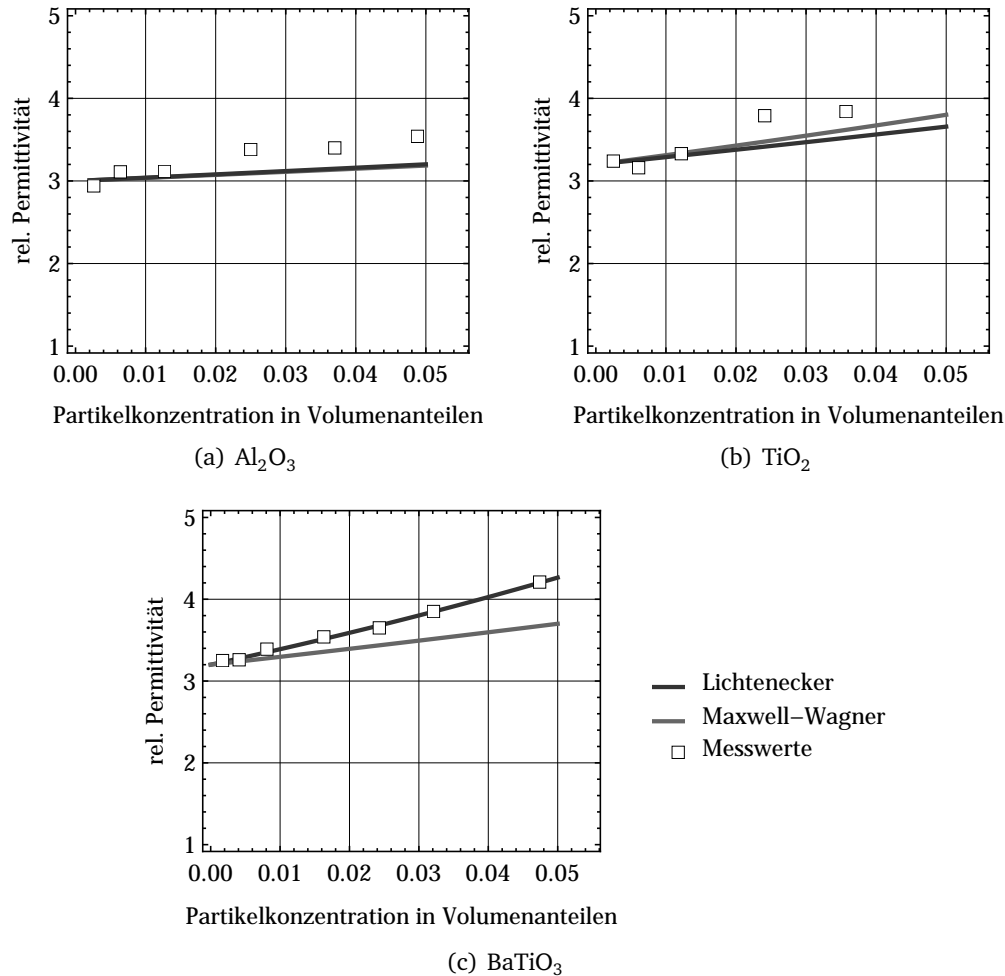 5
4
3
2
1
rel. Permittivität
0.00 0.01 0.02 0.03 0.04 0.05
Partikelkonzentration in Volumenanteilen
(a) Al₂O₃
5
4
3
2
1
rel. Permittivität
0.00 0.01 0.02 0.03 0.04 0.05
Partikelkonzentration in Volumenanteilen
(b) TiO₂
5
4
3
2
1
rel. Permittivität
0.00 0.01 0.02 0.03 0.04 0.05
Partikelkonzentration in Volumenanteilen
(c) BaTiO₃
Lichtenecker
Maxwell–Wagner
Messwerte